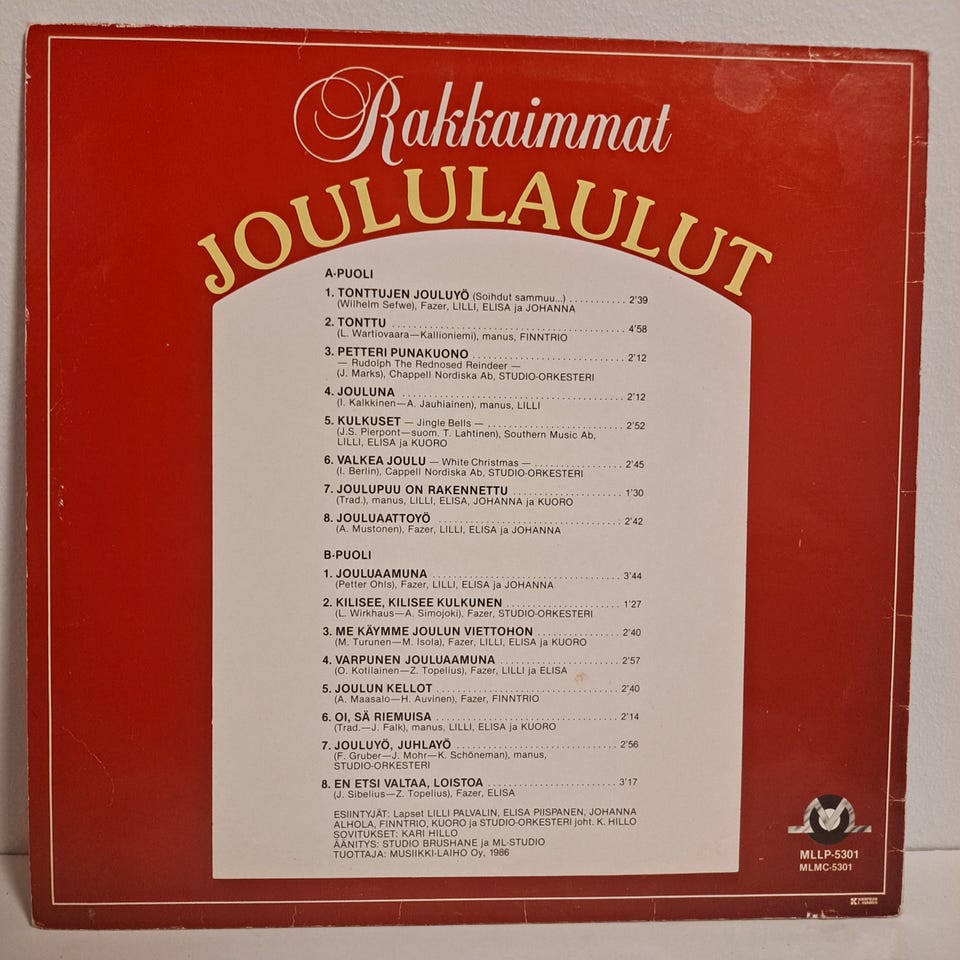 Rakkaimmat
JOULULAULUT
A-PUOLI
1. TONTTUJEN JOULUYÖ (Soihdut sammuu...) . . . . . . . . . . . 2'39
(Wilhelm Sefwe), Fazer, LILLI, ELISA ja JOHANNA
2. TONTTU . . . . . . . . . . . . . . . . . . . . . . . . . . . . . . . . . . 4'58
(L. Wartiovaara—Kallioniemi), manus, FINNTRIO
3. PETTERI PUNAKUONO . . . . . . . . . . . . . . . . . . . . . . 2'12
— Rudolph The Rednosed Reindeer —
(J. Marks), Chappell Nordiska Ab, STUDIO-ORKESTERI
4. JOULUNA . . . . . . . . . . . . . . . . . . . . . . . . . . . . . . . . 2'12
(I. Kalkkinen—A. Jauhiainen), manus, LILLI
5. KULKUSET — Jingle Bells — . . . . . . . . . . . . . . . . . . . . 2'52
(J.S. Pierpont—suom. T. Lahtinen), Southern Music Ab,
LILLI, ELISA ja KUORO
6. VALKEA JOULU — White Christmas — . . . . . . . . . . . . . 2'45
(I. Berlin), Cappell Nordiska Ab, STUDIO-ORKESTERI
7. JOULUPUU ON RAKENNETTU . . . . . . . . . . . . . . . . . 1'30
(Trad.), manus, LILLI, ELISA, JOHANNA ja KUORO
8. JOULUAATTOYÖ . . . . . . . . . . . . . . . . . . . . . . . . . . 2'42
(A. Mustonen), Fazer, LILLI, ELISA ja JOHANNA
B-PUOLI
1. JOULUAAMUNA . . . . . . . . . . . . . . . . . . . . . . . . . . . 3'44
(Petter Ohls), Fazer, LILLI, ELISA ja JOHANNA
2. KILISEE, KILISEE KULKUNEN . . . . . . . . . . . . . . . . . 1'27
(L. Wirkhaus—A. Simojoki), Fazer, STUDIO-ORKESTERI
3. ME KÄYMME JOULUN VIETTOHON . . . . . . . . . . . . 2'40
(M. Turunen—M. Isola), Fazer, LILLI, ELISA ja KUORO
4. VARPUNEN JOULUAAMUNA . . . . . . . . . . . . . . . . . . 2'57
(O. Kotilainen—Z. Topelius), Fazer, LILLI ja ELISA
5. JOULUN KELLOT . . . . . . . . . . . . . . . . . . . . . . . . . . 2'40
(A. Maasalo—H. Auvinen), Fazer, FINNTRIO
6. OI, SÄ RIEMUISA . . . . . . . . . . . . . . . . . . . . . . . . . . 2'14
(Trad.—J. Falk), manus, LILLI, ELISA ja KUORO
7. JOULUYÖ, JUHLAYÖ . . . . . . . . . . . . . . . . . . . . . . . 2'56
(F. Gruber—J. Mohr—K. Schöneman), manus,
STUDIO-ORKESTERI
8. EN ETSI VALTAA, LOISTOA . . . . . . . . . . . . . . . . . . 3'17
(J. Sibelius—Z. Topelius), Fazer, ELISA
ESIINTYJÄT: Lapset LILLI PALVALIN, ELISA PIISPANEN, JOHANNA
ALHOLA, FINNTRIO, KUORO ja STUDIO-ORKESTERI joht. K. HILLO
SOVITUKSET: KARI HILLO
ÄÄNITYS: STUDIO BRUSHANE ja ML-STUDIO
TUOTTAJA: MUSIIKKI-LAIHO Oy, 1986
MLLP-5301
MLMC-5301